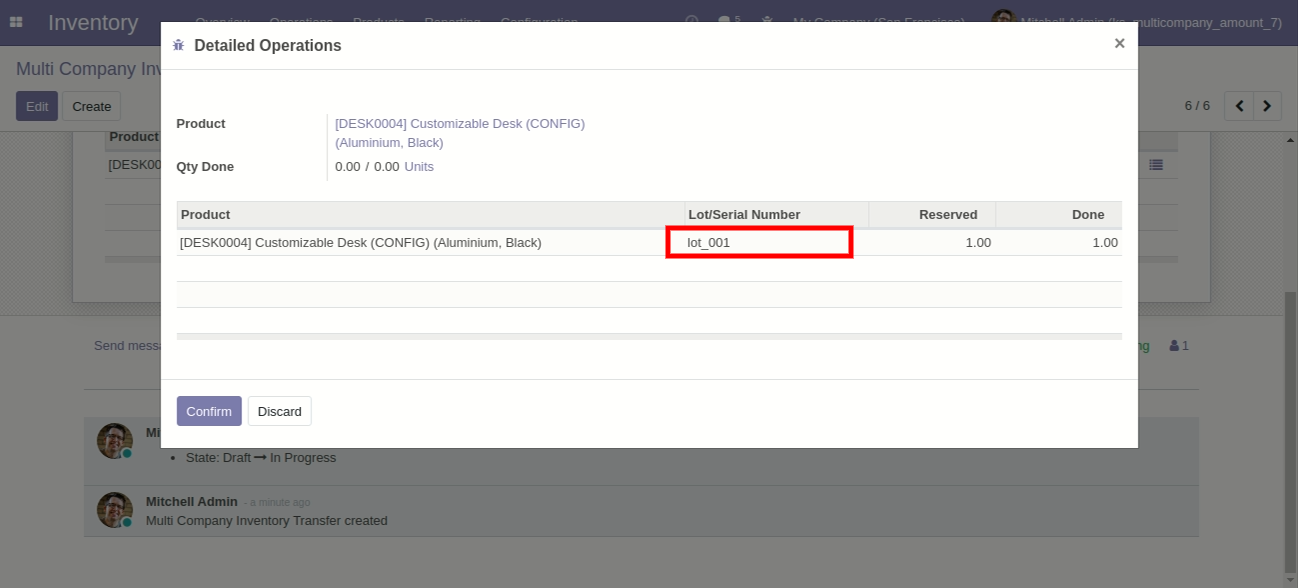 Inventory
Overview Operations Products Reporting Configuration
5
My Company (San Francisco)
Mitchell Admin (ks_multicompany_amount_7)
Detailed Operations
×
Multi Company Inv
Edit Create
6 / 6
Product
[DESK00
Product
[DESK0004] Customizable Desk (CONFIG)
(Aluminium, Black)
Qty Done
0.00 / 0.00 Units
Product Lot/Serial Number Reserved Done
[DESK0004] Customizable Desk (CONFIG) (Aluminium, Black) lot_001 1.00 1.00
Send messa
ng
1
Confirm Discard
Mi
• State: Draft → In Progress
Mitchell Admin - a minute ago
Multi Company Inventory Transfer created